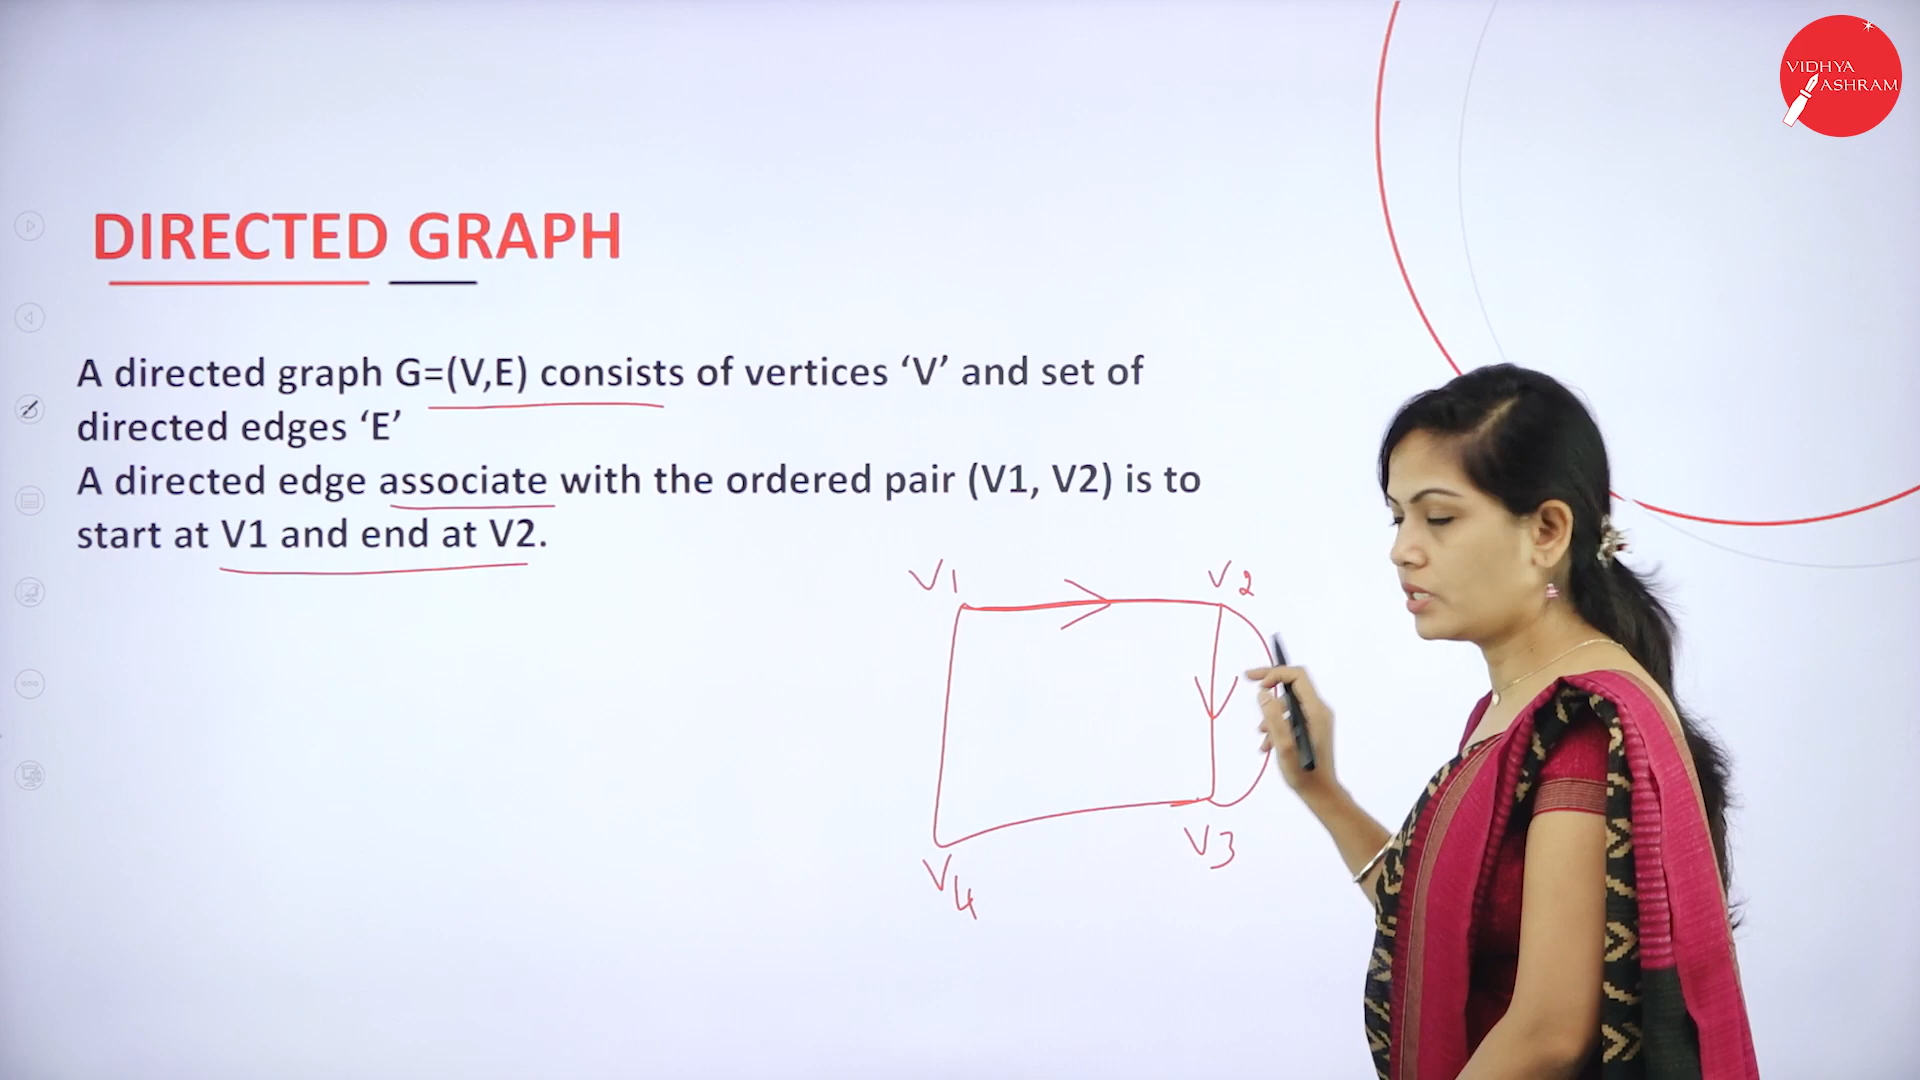 VIDHYA
ASHRAM
DIRECTED GRAPH
A directed graph G=(V,E) consists of vertices ‘V’ and set of
directed edges ‘E’
A directed edge associate with the ordered pair (V1, V2) is to
start at V1 and end at V2.
V1
V2
V3
V4